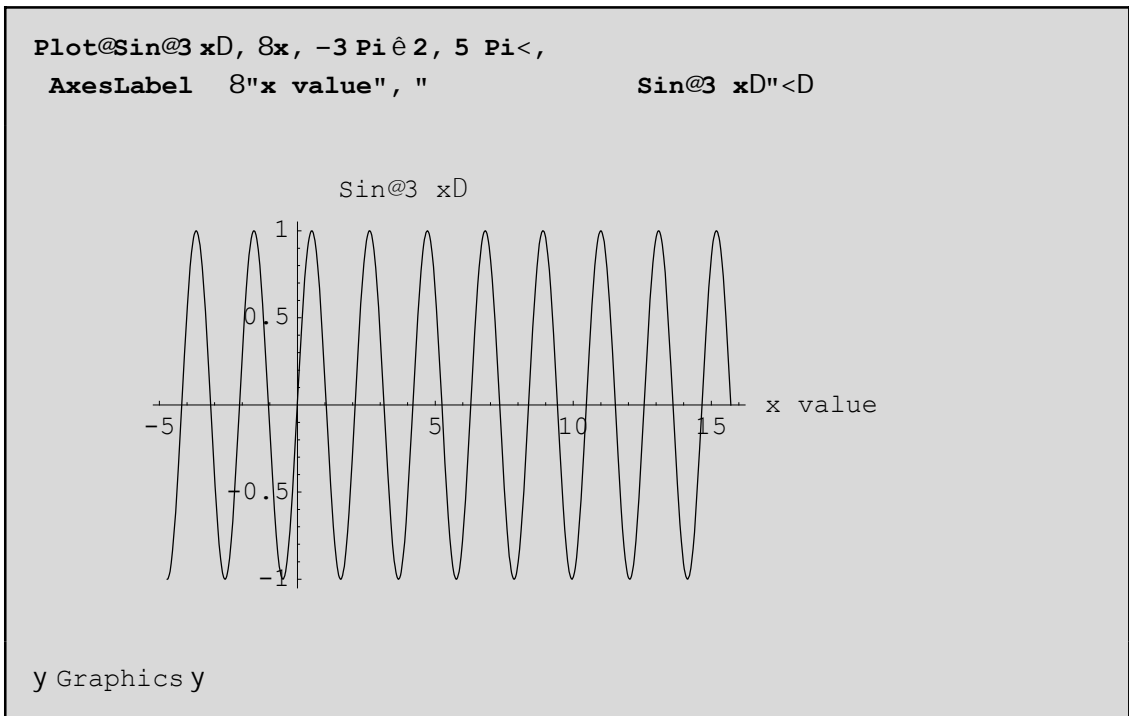 Plot@Sin@3 xD, 8x, −3 Pi ê 2, 5 Pi<,
AxesLabel 8"x value", " Sin@3 xD"<D
Sin@3 xD
1
0.5
x value
−5 5 10 15
−0.5
−1
y Graphics y